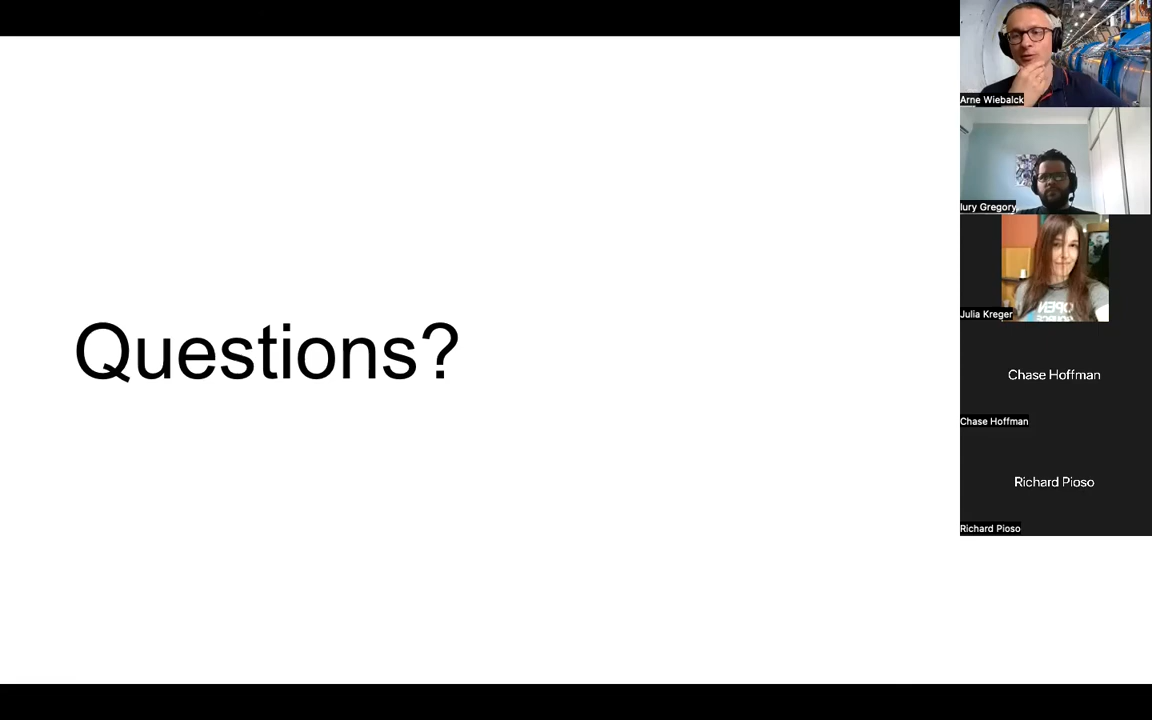 Questions?
Arne Wiebalck
Iury Gregory
Julia Kreger
Chase Hoffman
Chase Hoffman
Richard Pioso
Richard Pioso